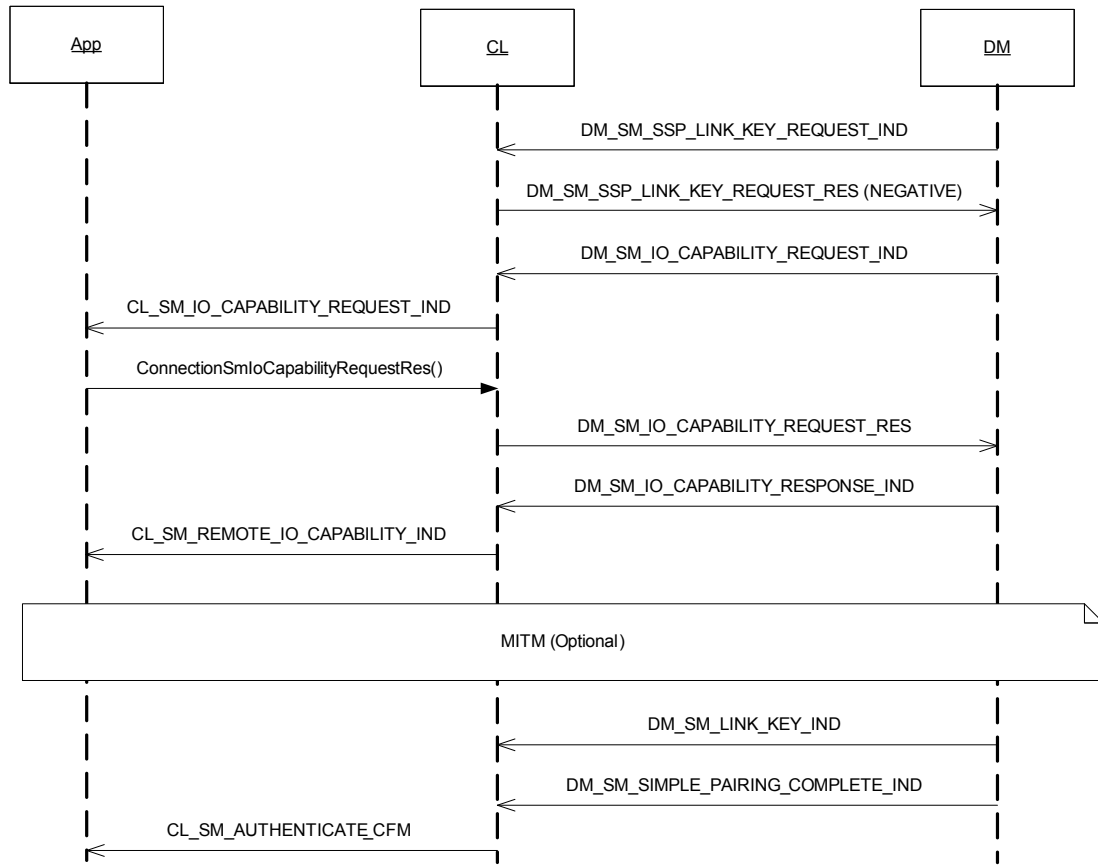 App
CL
DM
DM_SM_SSP_LINK_KEY_REQUEST_IND
DM_SM_SSP_LINK_KEY_REQUEST_RES (NEGATIVE)
DM_SM_IO_CAPABILITY_REQUEST_IND
CL_SM_IO_CAPABILITY_REQUEST_IND
ConnectionSmIoCapabilityRequestRes()
DM_SM_IO_CAPABILITY_REQUEST_RES
DM_SM_IO_CAPABILITY_RESPONSE_IND
CL_SM_REMOTE_IO_CAPABILITY_IND
MITM (Optional)
DM_SM_LINK_KEY_IND
DM_SM_SIMPLE_PAIRING_COMPLETE_IND
CL_SM_AUTHENTICATE_CFM